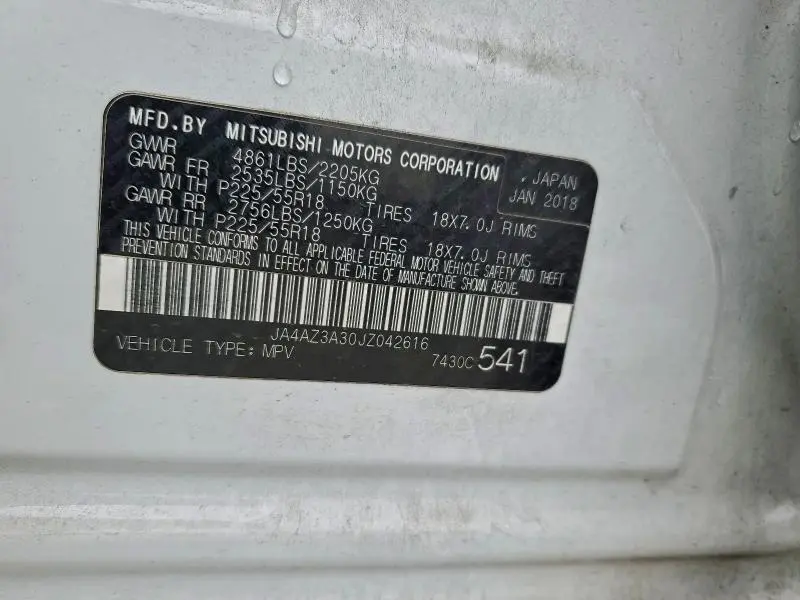 MFD.BY MITSUBISHI MOTORS CORPORATION
. JAPAN
JAN 2018
GWWR 4861LBS/2205KG
GAWR FR 2535LBS/1150KG
WITH P225/55R18 TIRES 18X7.0J RIMS
GAWR RR 2756LBS/1250KG
WITH P225/55R18 TIRES 18X7.0J RIMS
THIS VEHICLE CONFORMS TO ALL APPLICABLE FEDERAL MOTOR VEHICLE SAFETY AND THEFT
PREVENTION STANDARDS IN EFFECT ON THE DATE OF MANUFACTURE SHOWN ABOVE.
JA4AZ3A30JZ042616
VEHICLE TYPE: MPV 7430C 541